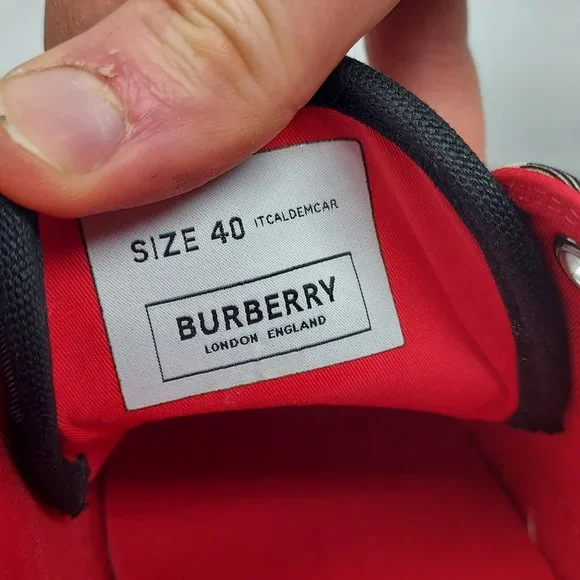 SIZE 40 ITCALDEMCAR
BURBERRY
LONDON ENGLAND